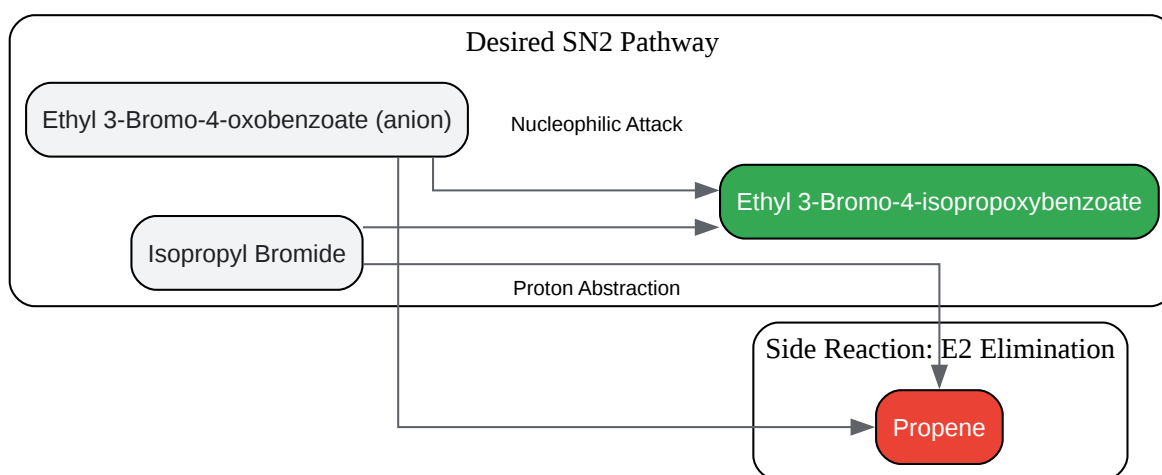 Desired SN2 Pathway
Ethyl 3-Bromo-4-oxobenzoate (anion)
Nucleophilic Attack
Ethyl 3-Bromo-4-isopropoxybenzoate
Isopropyl Bromide
Proton Abstraction
Side Reaction: E2 Elimination
Propene